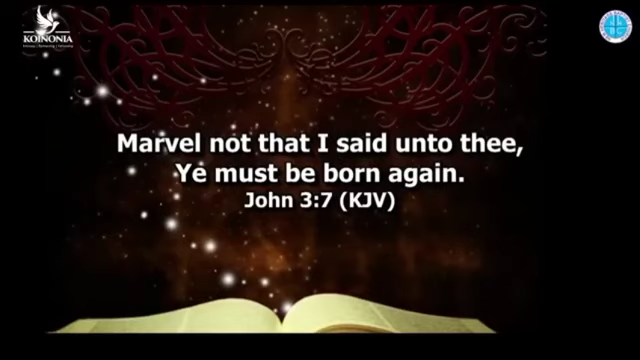 KOINONIA
Marvel not that I said unto thee,
Ye must be born again.
John 3:7 (KJV)